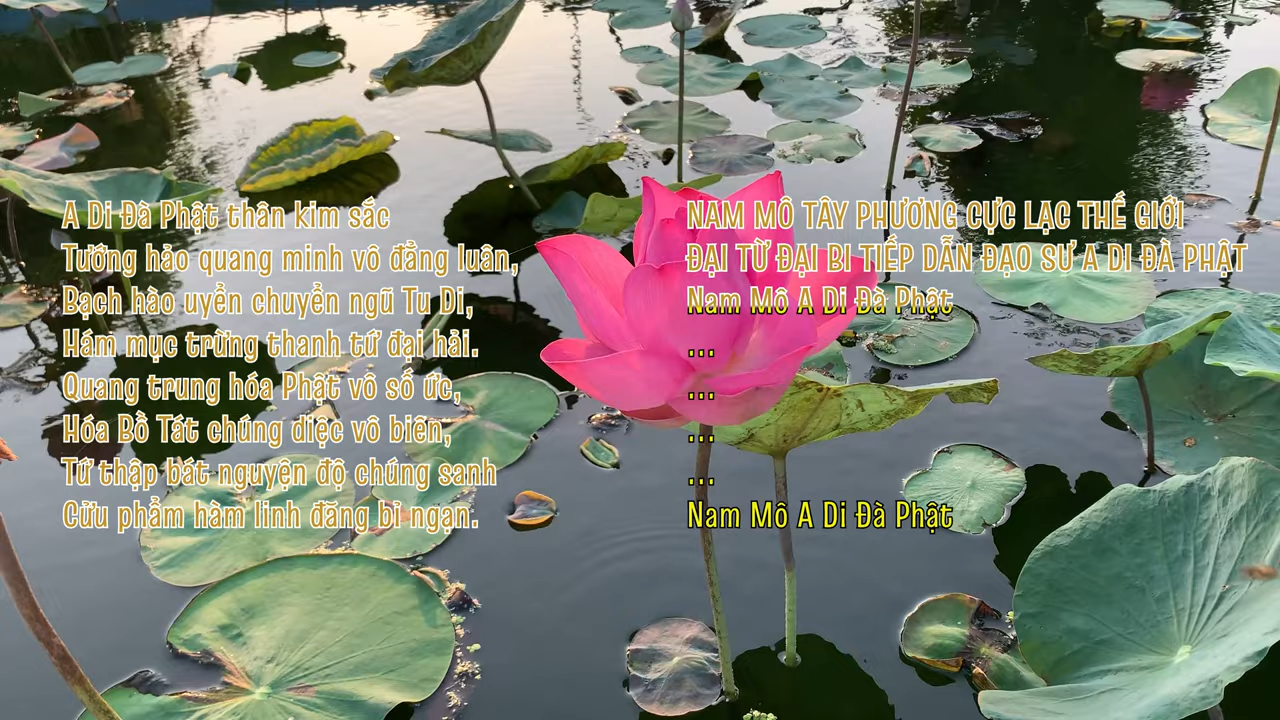 A Di Đà Phật thân kim sắc
Tướng hảo quang minh vô đẳng luân,
Bạch hào uyển chuyển ngũ Tu Di,
Hám mục trừng thanh tứ đại hải.
Quang trung hóa Phật vô số ức,
Hóa Bồ Tát chúng diệc vô biên,
Tứ thập bát nguyện độ chúng sanh
Cửu phẩm hàm linh đăng bỉ ngạn.
NAM MÔ TÂY PHƯƠNG CỰC LẠC THẾ GIỚI
ĐẠI TỪ ĐẠI BI TIẾP DẪN ĐẠO SƯ A DI ĐÀ PHẬT
Nam Mô A Di Đà Phật
...
...
...
...
Nam Mô A Di Đà Phật